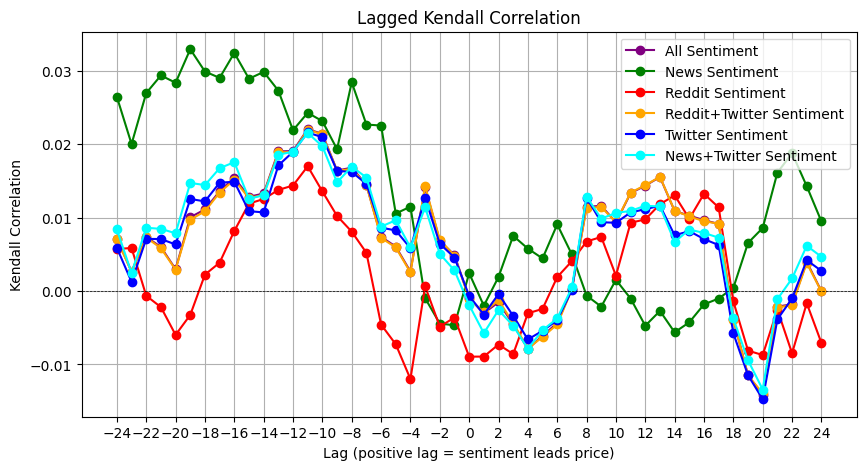 Lagged Kendall Correlation
All Sentiment
News Sentiment
Reddit Sentiment
Reddit+Twitter Sentiment
Twitter Sentiment
News+Twitter Sentiment
Kendall Correlation
0.03
0.02
0.01
0.00
−0.01
−24 −22 −20 −18 −16 −14 −12 −10 −8 −6 −4 −2 0 2 4 6 8 10 12 14 16 18 20 22 24
Lag (positive lag = sentiment leads price)